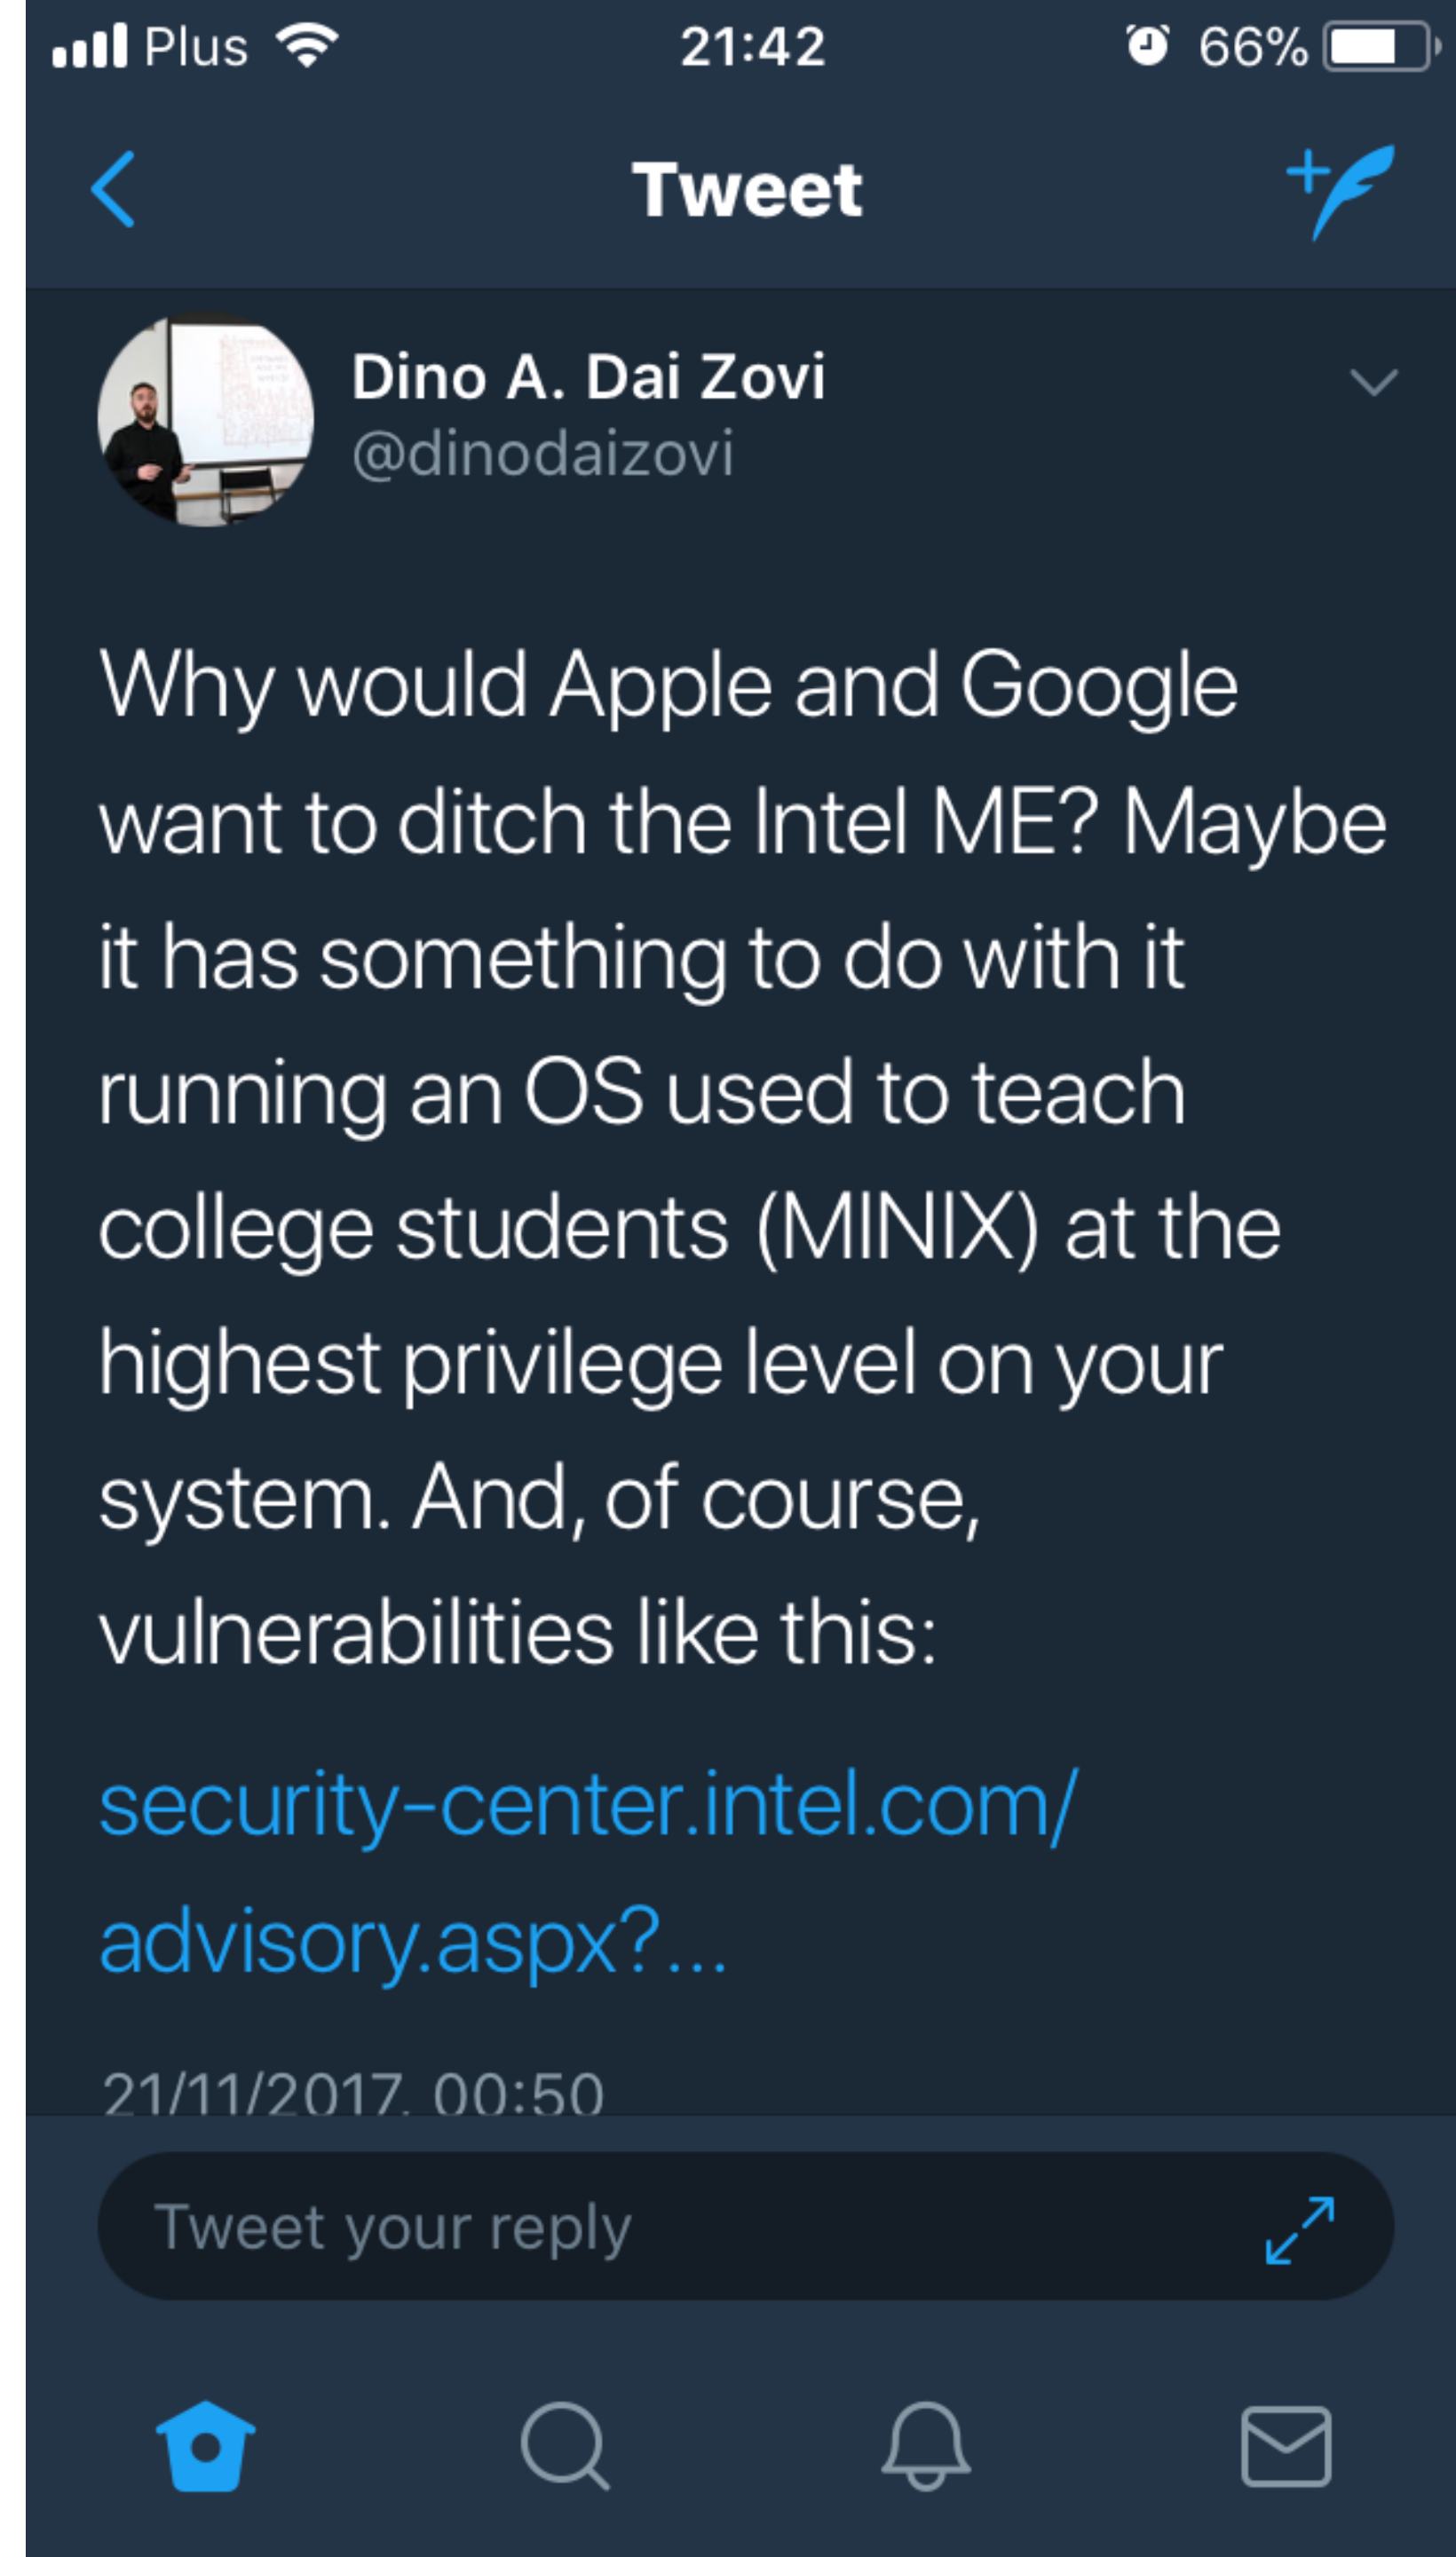 Plus 21:42 66%
Tweet
Dino A. Dai Zovi
@dinodaizovi
Why would Apple and Google
want to ditch the Intel ME? Maybe
it has something to do with it
running an OS used to teach
college students (MINIX) at the
highest privilege level on your
system. And, of course,
vulnerabilities like this:
security-center.intel.com/
advisory.aspx?...
21/11/2017, 00:50
Tweet your reply